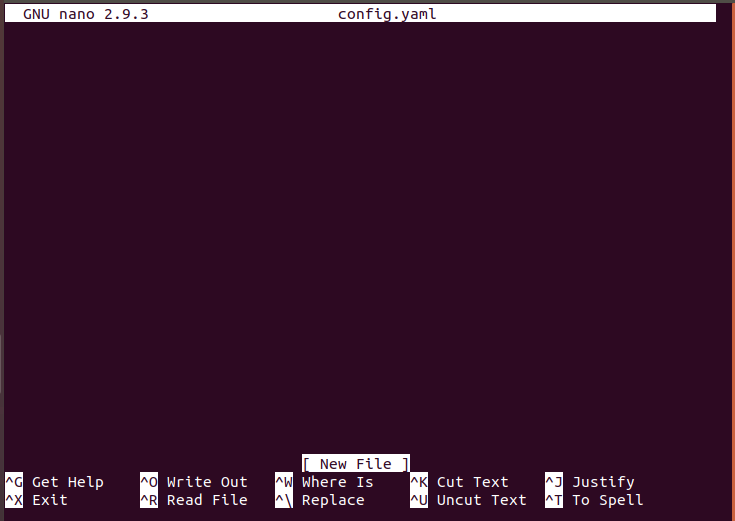 GNU nano 2.9.3 config.yaml
[ New File ]
^G Get Help ^O Write Out ^W Where Is ^K Cut Text ^J Justify
^X Exit ^R Read File ^\ Replace ^U Uncut Text ^T To Spell